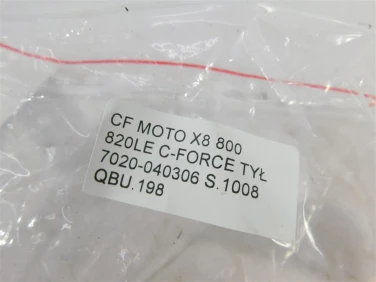 CF MOTO X8 800
820LE C-FORCE TYŁ
7020-040306 S.1008
QBU.198